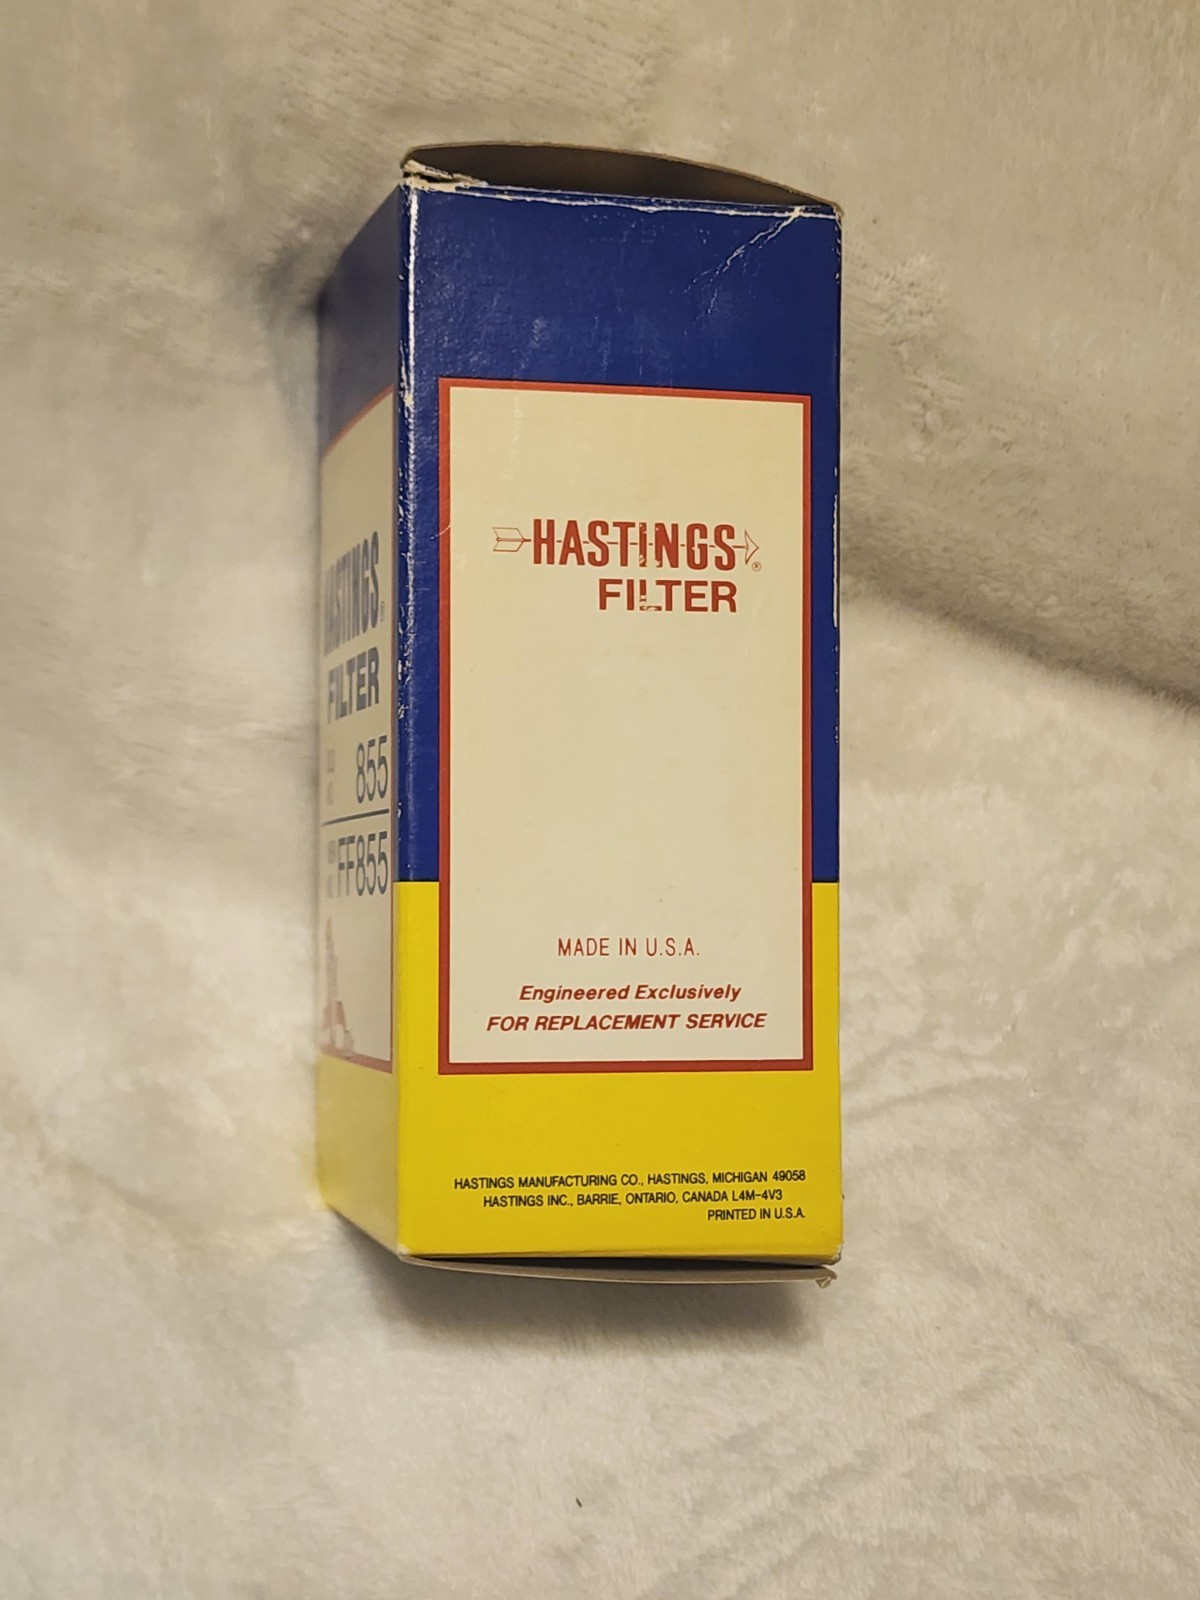 HASTINGS®
FILTER
855
FF855
HASTINGS®
FILTER
MADE IN U.S.A.
Engineered Exclusively
FOR REPLACEMENT SERVICE
HASTINGS MANUFACTURING CO., HASTINGS, MICHIGAN 49058
HASTINGS INC., BARRIE, ONTARIO, CANADA L4M-4V3
PRINTED IN U.S.A.